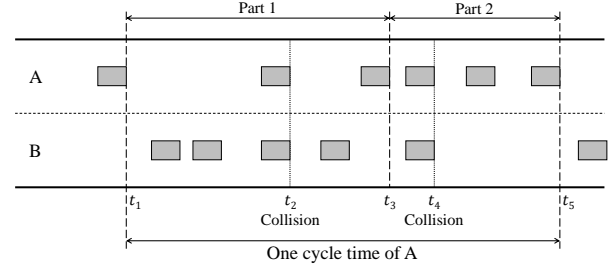 Part 1 Part 2
A
B
t₁ t₂ t₃ t₄ t₅
Collision Collision
One cycle time of A